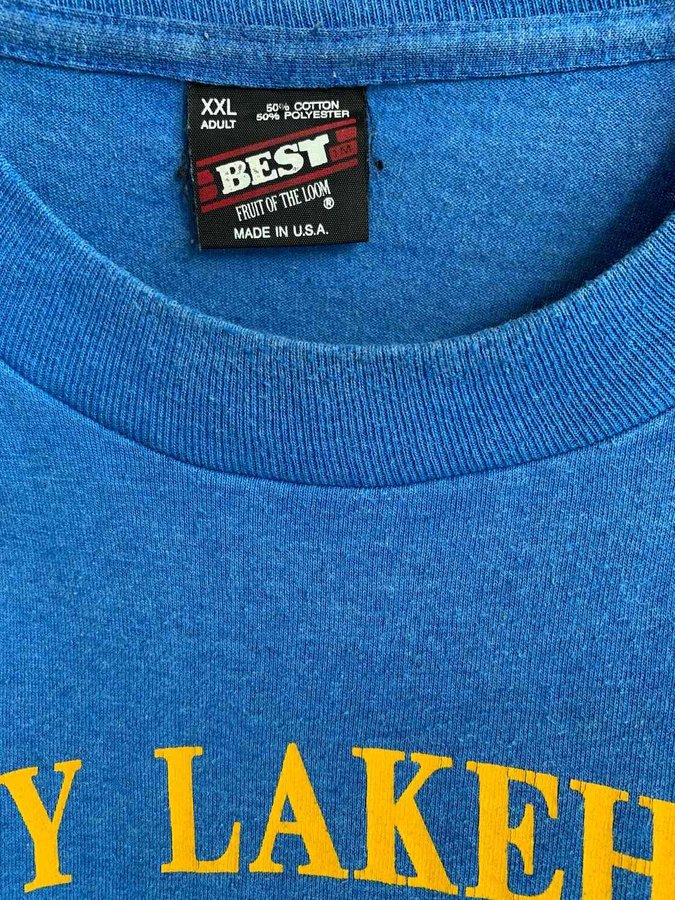 XXL
ADULT
50% COTTON
50% POLYESTER
BEST
FRUIT OF THE LOOM ®
MADE IN U.S.A.
Y LAKEH